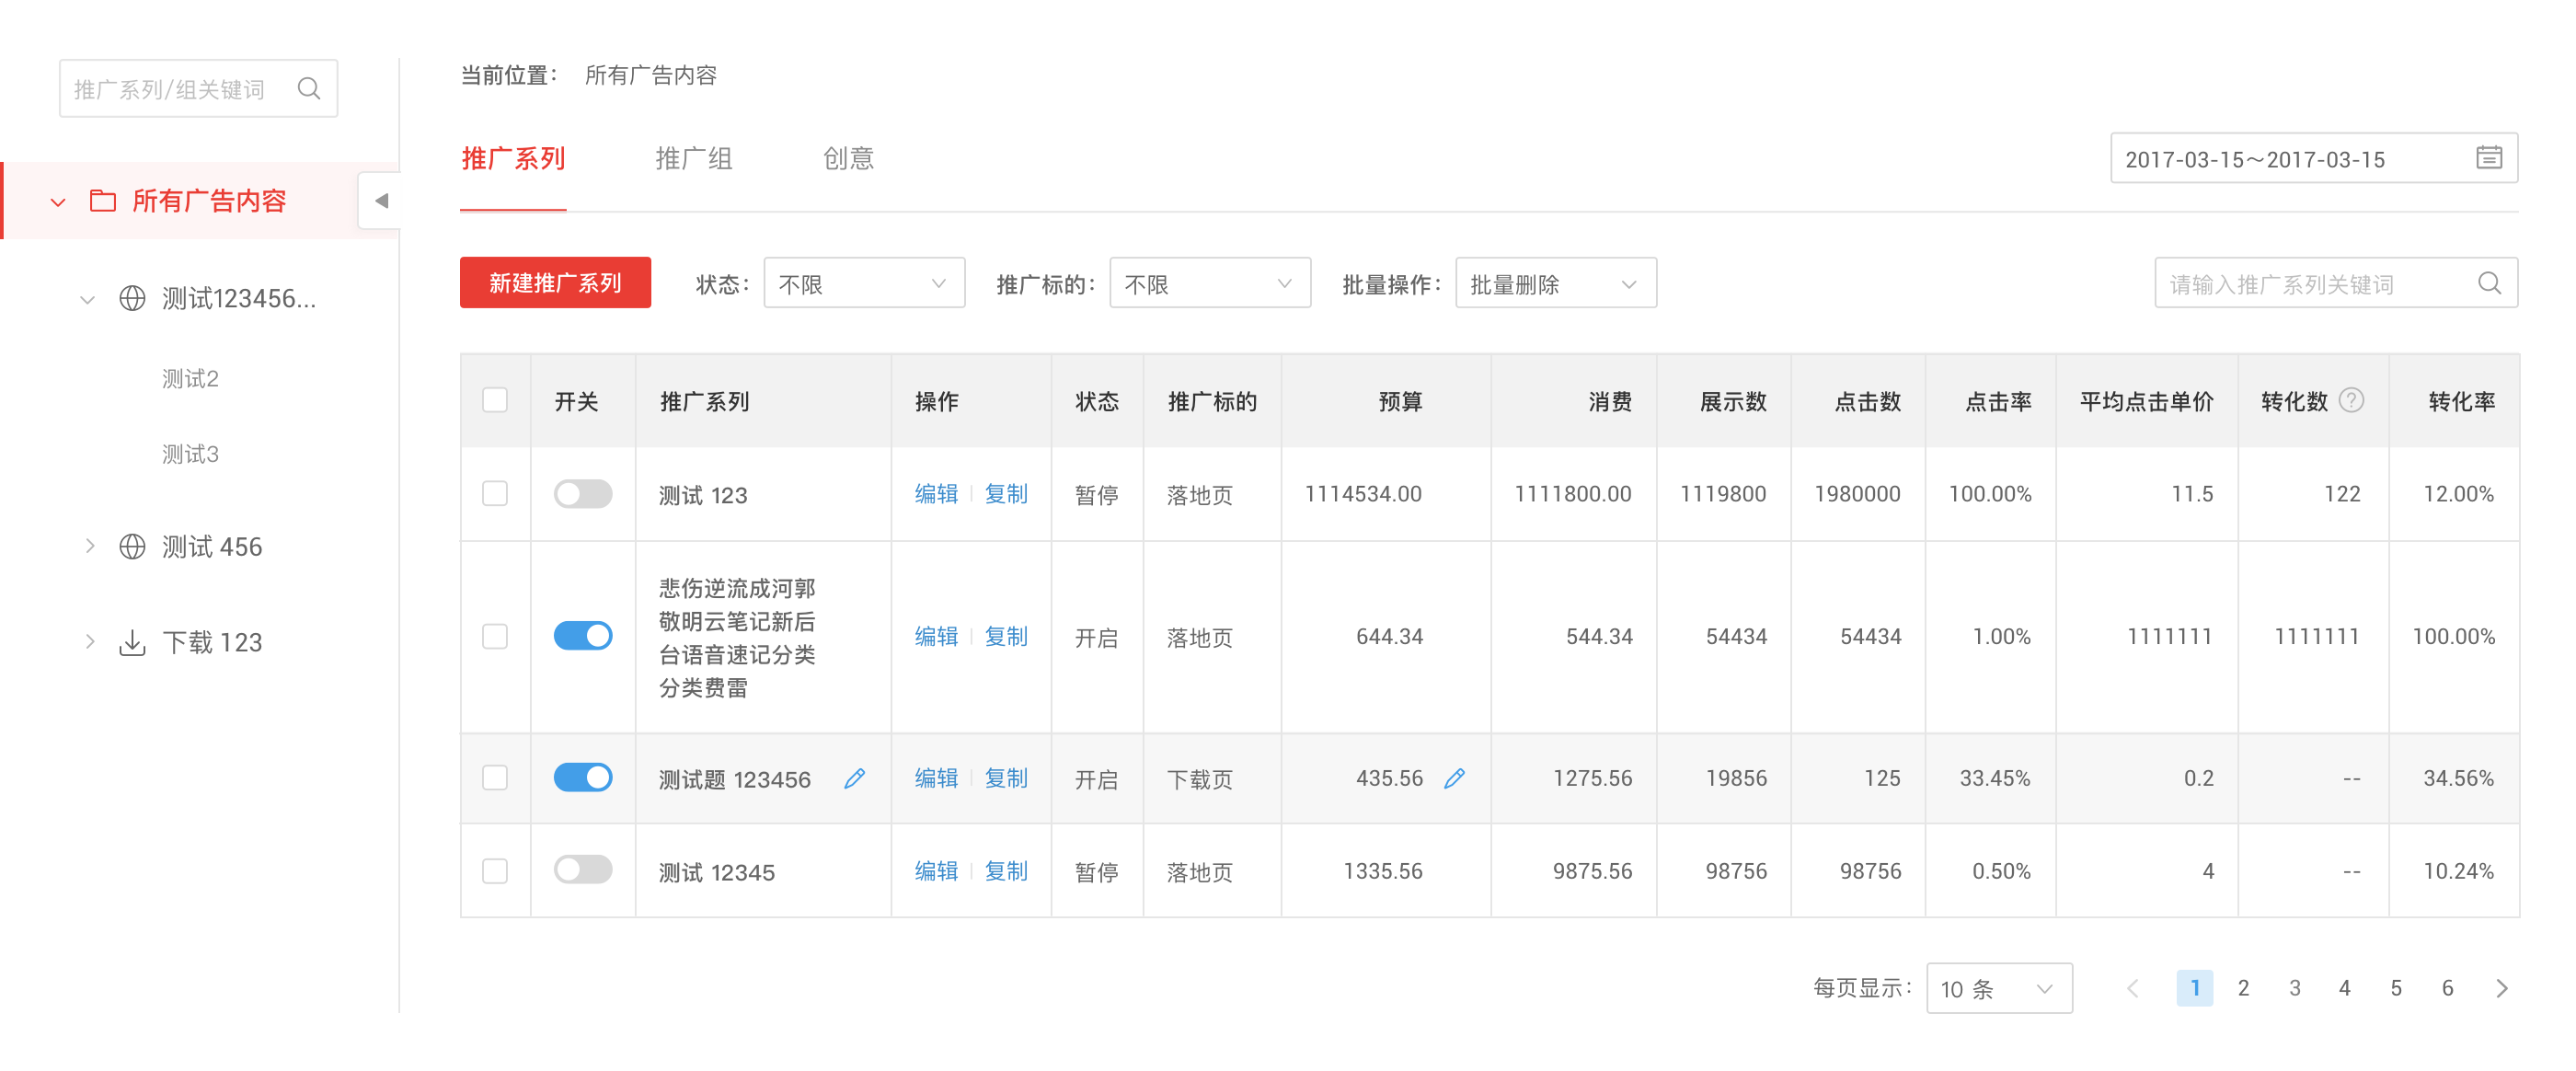 推广系列/组关键词
所有广告内容
测试123456...
测试2
测试3
测试 456
下载 123
当前位置： 所有广告内容
推广系列 推广组 创意
2017-03-15～2017-03-15
新建推广系列 状态： 不限 推广标的： 不限 批量操作： 批量删除 请输入推广系列关键词
开关 推广系列 操作 状态 推广标的 预算 消费 展示数 点击数 点击率 平均点击单价 转化数 ? 转化率
测试 123 编辑 复制 暂停 落地页 1114534.00 1111800.00 1119800 1980000 100.00% 11.5 122 12.00%
悲伤逆流成河郭
敬明云笔记新后
台语音速记分类
分类费雷
编辑 复制 开启 落地页 644.34 544.34 54434 54434 1.00% 1111111 1111111 100.00%
测试题 123456 编辑 复制 开启 下载页 435.56 1275.56 19856 125 33.45% 0.2 -- 34.56%
测试 12345 编辑 复制 暂停 落地页 1335.56 9875.56 98756 98756 0.50% 4 -- 10.24%
每页显示： 10 条 1 2 3 4 5 6